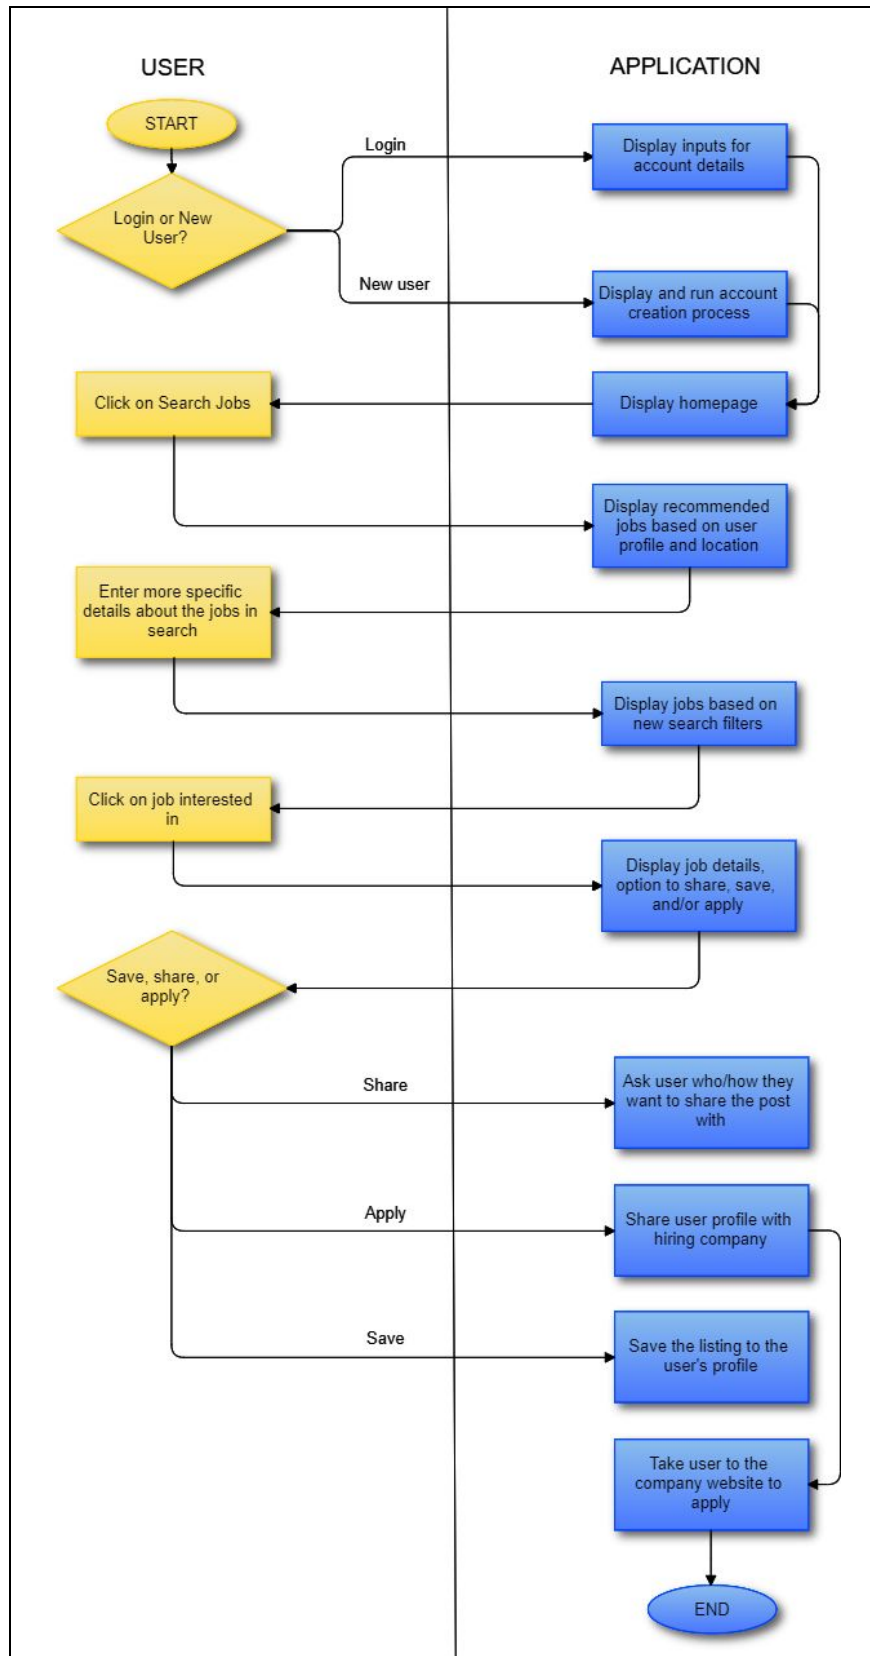 USER
APPLICATION
START
Login
Display inputs for
account details
Login or New
User?
New user
Display and run account
creation process
Click on Search Jobs
Display homepage
Display recommended
jobs based on user
profile and location
Enter more specific
details about the jobs in
search
Display jobs based on
new search filters
Click on job interested
in
Display job details,
option to share, save,
and/or apply
Save, share, or
apply?
Share
Ask user who/how they
want to share the post
with
Apply
Share user profile with
hiring company
Save
Save the listing to the
user's profile
Take user to the
company website to
apply
END